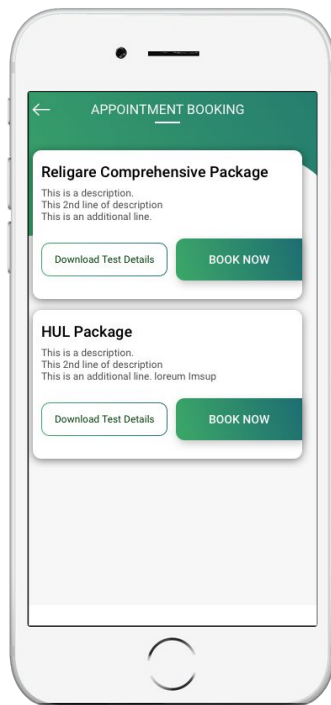 APPOINTMENT BOOKING
Religare Comprehensive Package
This is a description.
This 2nd line of description
This is an additional line.
Download Test Details
BOOK NOW
HUL Package
This is a description.
This 2nd line of description
This is an additional line. loreum Imsup
Download Test Details
BOOK NOW